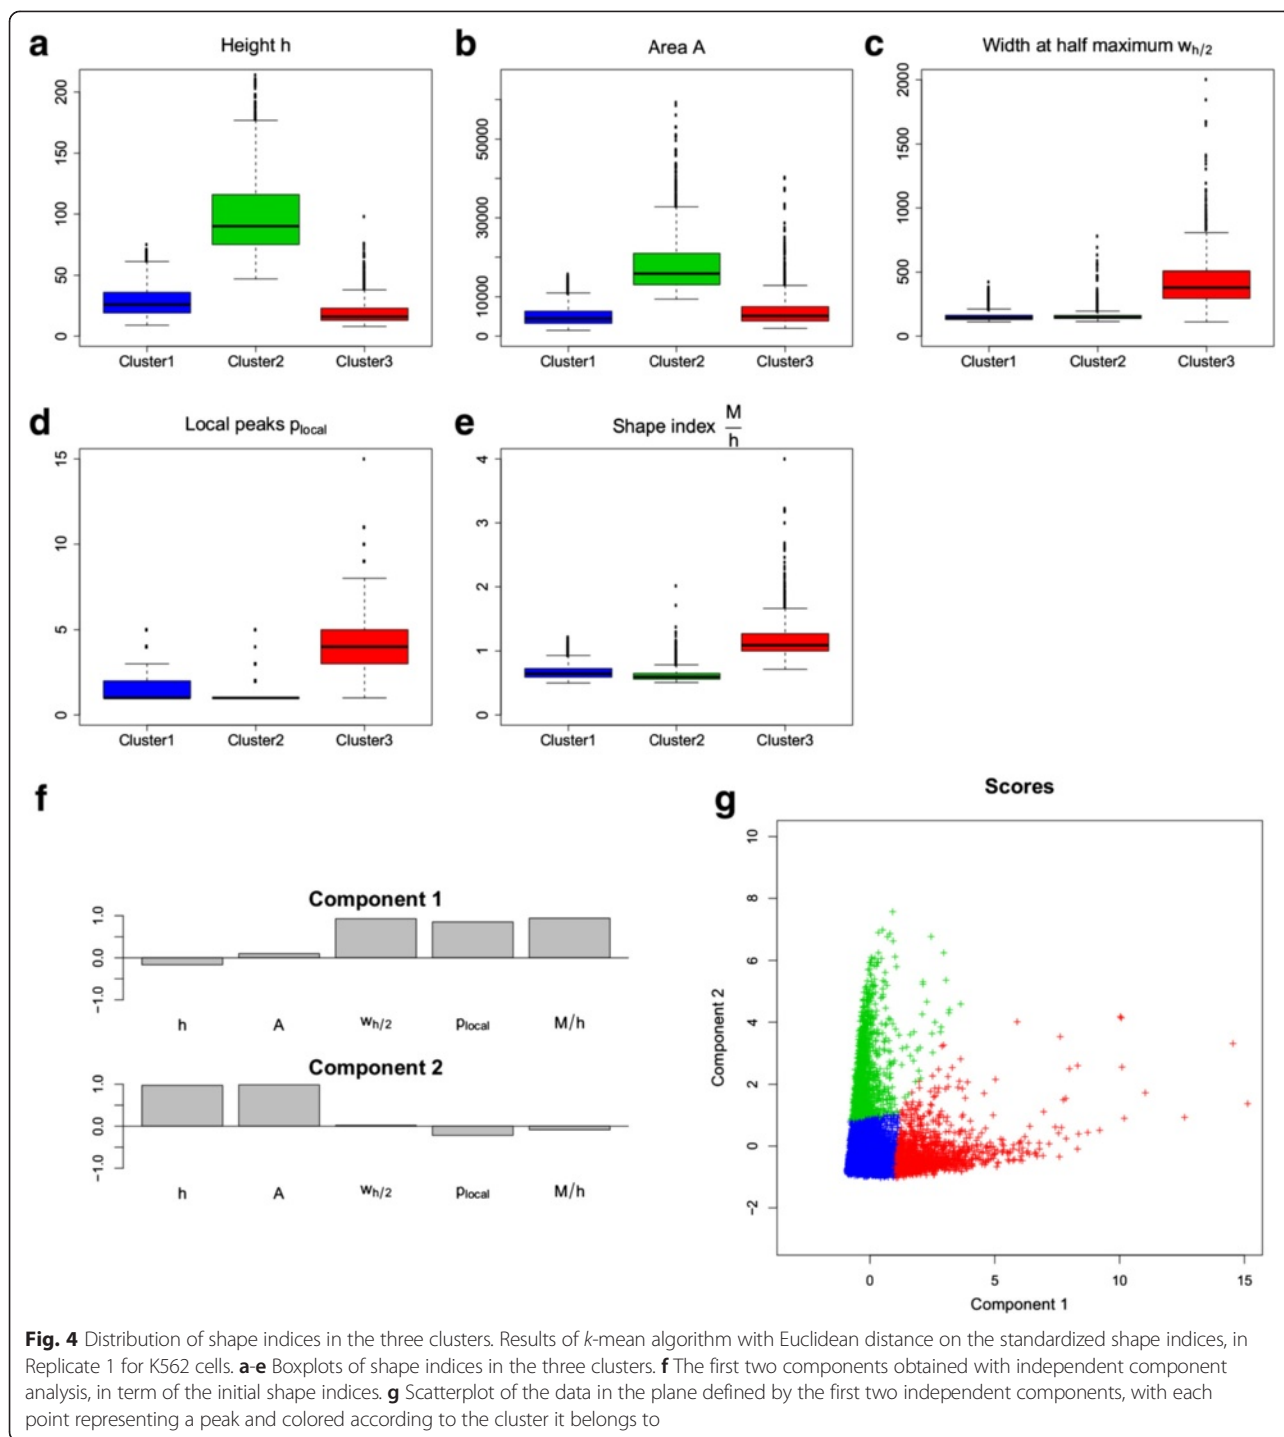 a
Height h
200
150
100
50
0
Cluster1 Cluster2 Cluster3
b
Area A
50000
30000
10000
0
Cluster1 Cluster2 Cluster3
c
Width at half maximum wh/2
2000
1500
1000
500
0
Cluster1 Cluster2 Cluster3
d
Local peaks plocal
15
10
5
0
Cluster1 Cluster2 Cluster3
e
Shape index M/h
4
3
2
1
0
Cluster1 Cluster2 Cluster3
f
Component 1
1.0
0.0
−1.0
h A wh/2 plocal M/h
Component 2
1.0
0.0
−1.0
h A wh/2 plocal M/h
g
Scores
10
8
6
4
2
0
−2
Component 2
0 5 10 15
Component 1
Fig. 4 Distribution of shape indices in the three clusters. Results of k-mean algorithm with Euclidean distance on the standardized shape indices, in
Replicate 1 for K562 cells. a-e Boxplots of shape indices in the three clusters. f The first two components obtained with independent component
analysis, in term of the initial shape indices. g Scatterplot of the data in the plane defined by the first two independent components, with each
point representing a peak and colored according to the cluster it belongs to